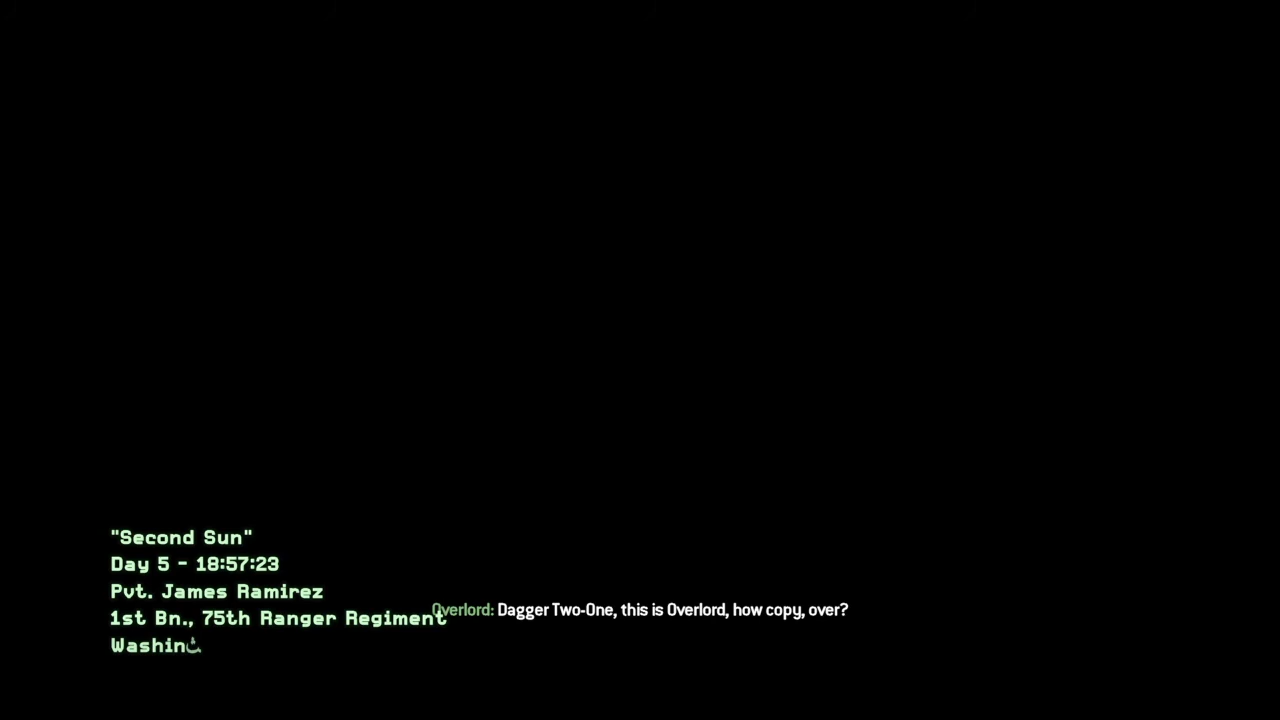 "Second Sun"
Day 5 - 18:57:23
Pvt. James Ramirez
Overlord: Dagger Two-One, this is Overlord, how copy, over?
1st Bn., 75th Ranger Regiment
Washin